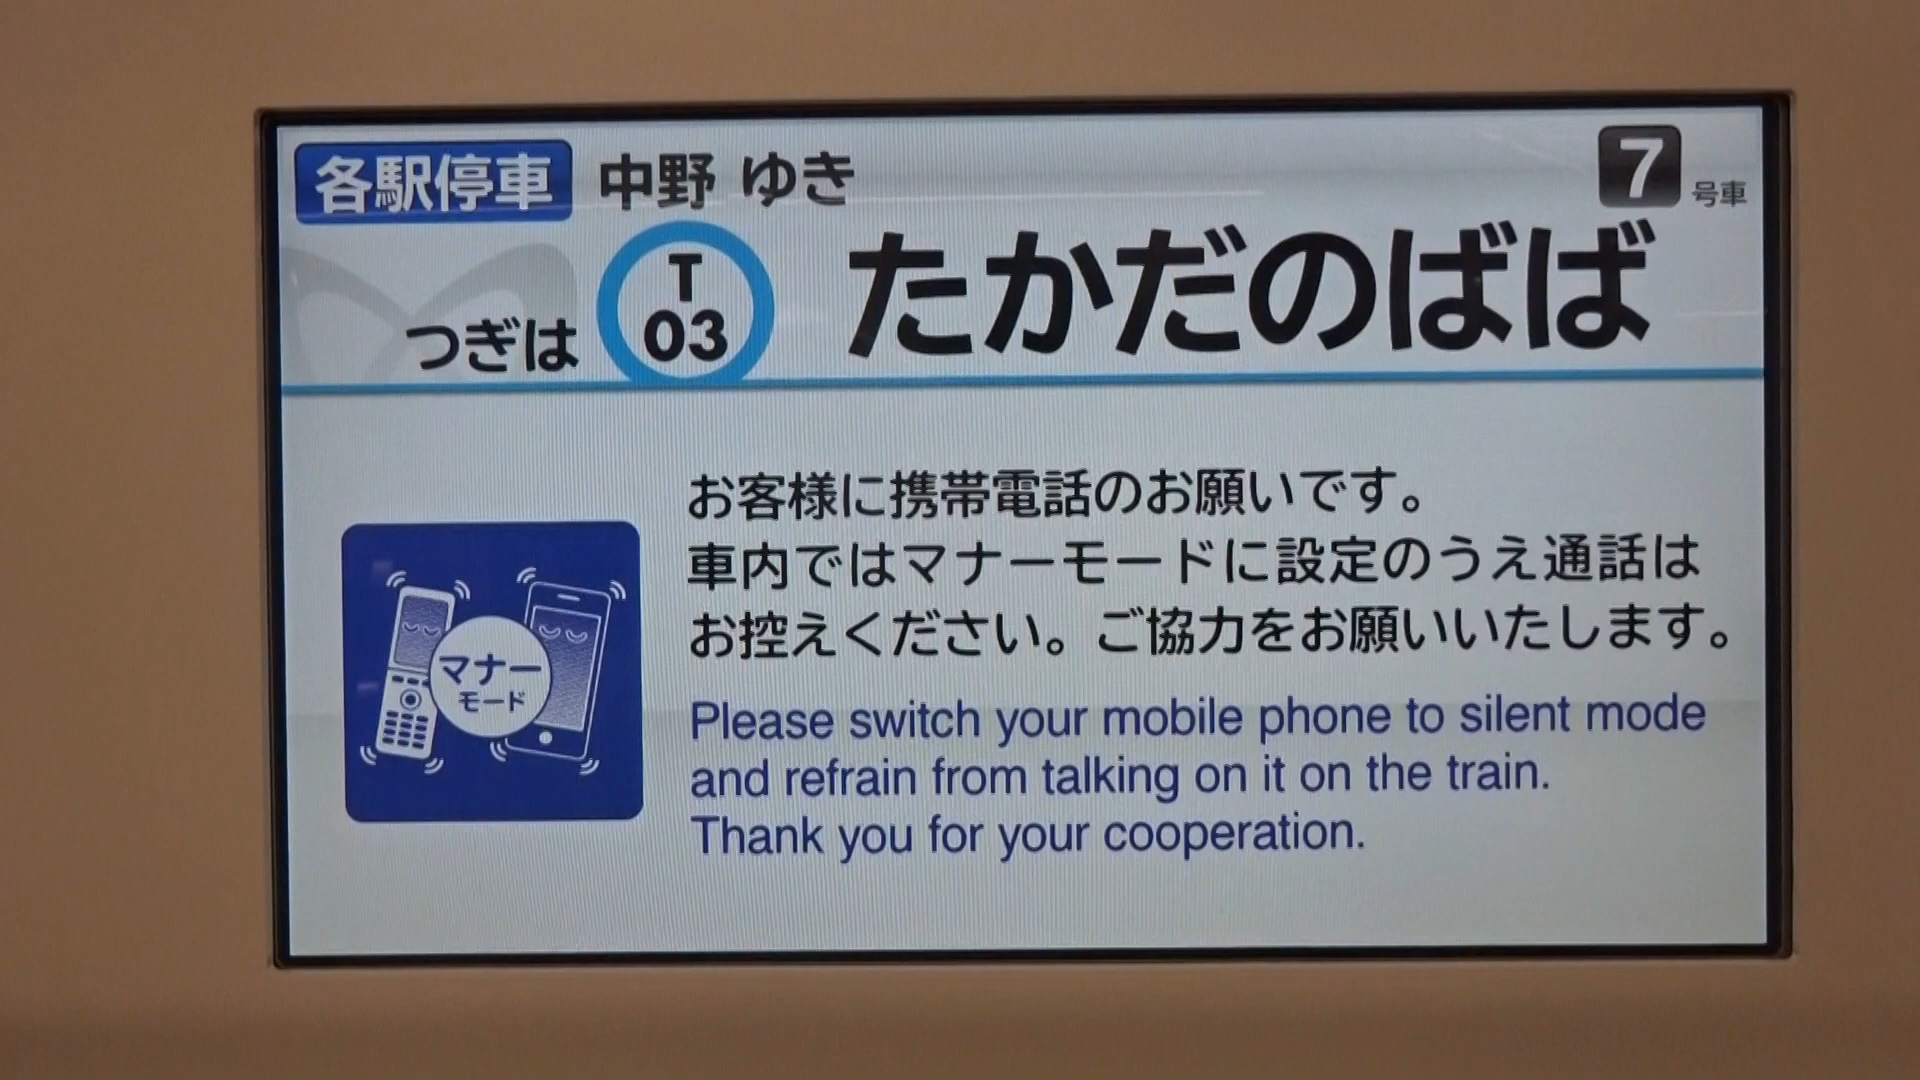 各駅停車 中野 ゆき
7 号車
つぎは T 03 たかだのばば
お客様に携帯電話のお願いです。
車内ではマナーモードに設定のうえ通話は
お控えください。ご協力をお願いいたします。
マナー
モード
Please switch your mobile phone to silent mode
and refrain from talking on it on the train.
Thank you for your cooperation.